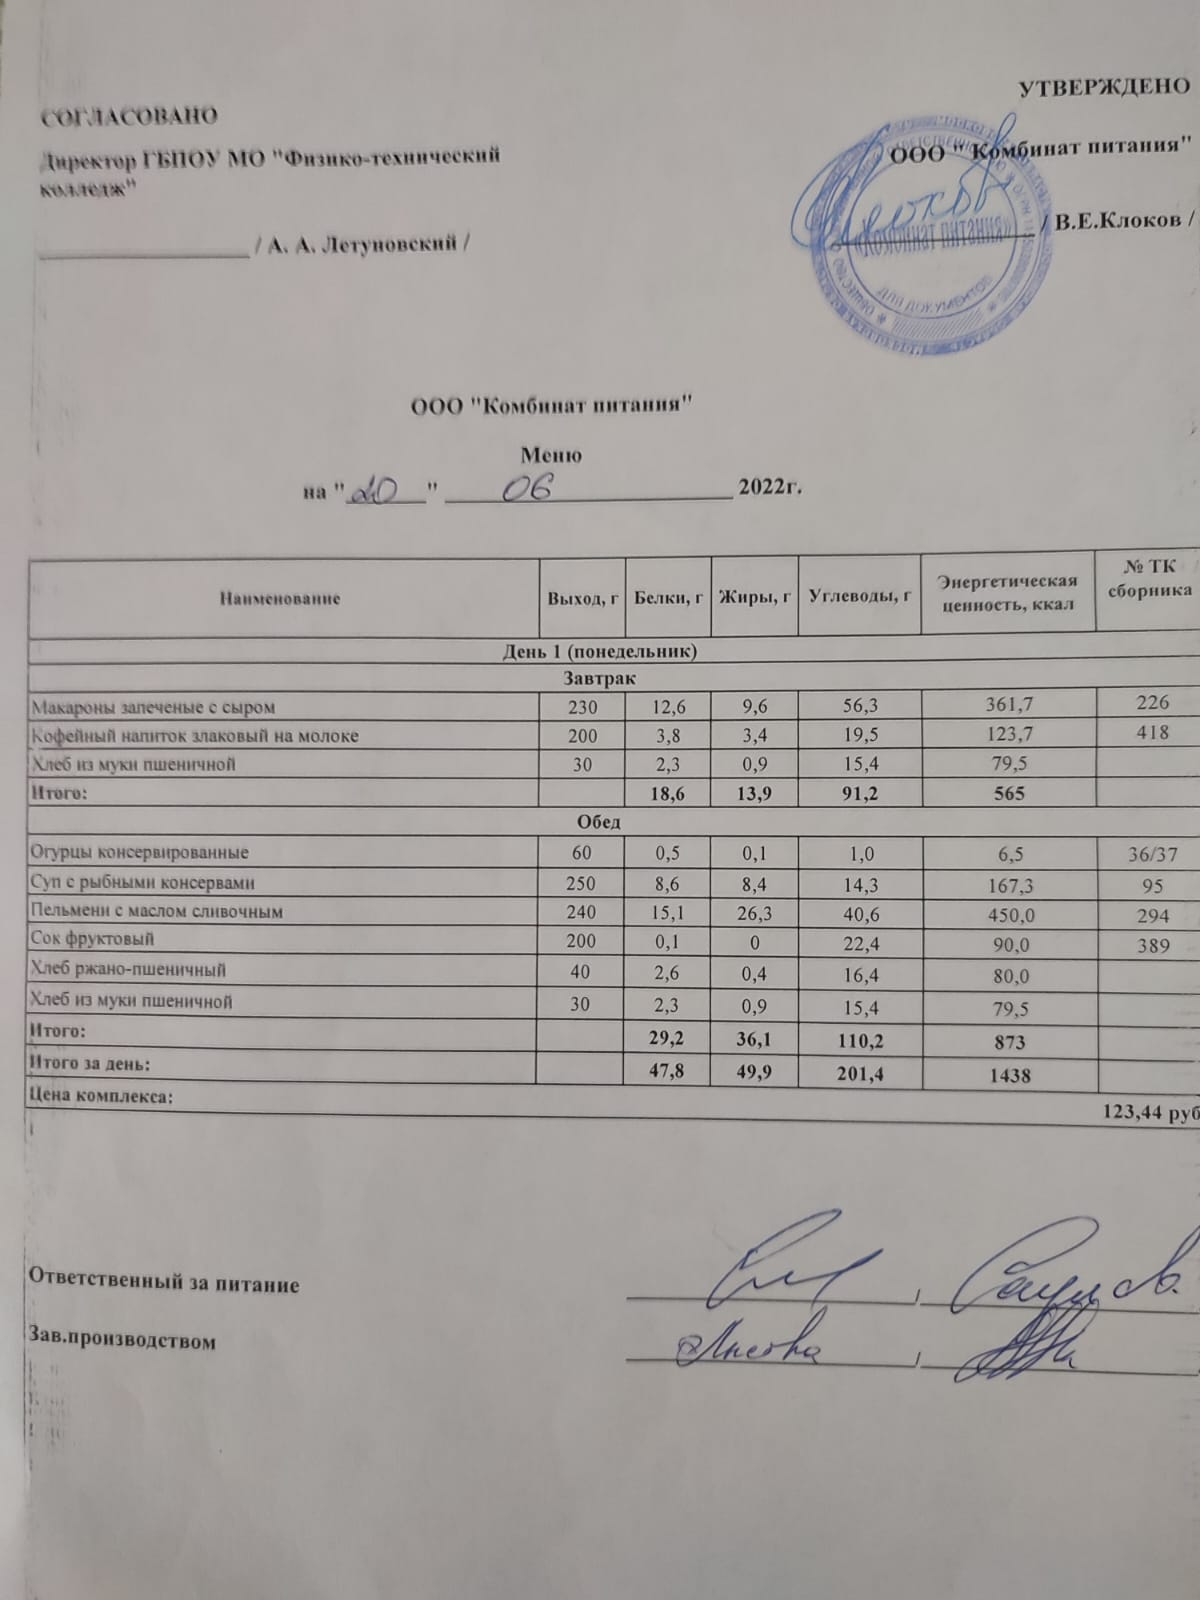 СОГЛАСОВАНО
УТВЕРЖДЕНО
Директор ГБПОУ МО "Физико-технический
колледж"
ООО "Комбинат питания"
/ А. А. Летуновский /
/ В.Е.Клоков /
«Комбинат питания»
ДЛЯ ДОКУМЕНТОВ
ООО "Комбинат питания"
Меню
на "20" 06 2022г.
Наименование Выход, г Белки, г Жиры, г Углеводы, г Энергетическая ценность, ккал № ТК сборника
День 1 (понедельник)
Завтрак
Макароны запеченые с сыром 230 12,6 9,6 56,3 361,7 226
Кофейный напиток злаковый на молоке 200 3,8 3,4 19,5 123,7 418
Хлеб из муки пшеничной 30 2,3 0,9 15,4 79,5
Итого: 18,6 13,9 91,2 565
Обед
Огурцы консервированные 60 0,5 0,1 1,0 6,5 36/37
Суп с рыбными консервами 250 8,6 8,4 14,3 167,3 95
Пельмени с маслом сливочным 240 15,1 26,3 40,6 450,0 294
Сок фруктовый 200 0,1 0 22,4 90,0 389
Хлеб ржано-пшеничный 40 2,6 0,4 16,4 80,0
Хлеб из муки пшеничной 30 2,3 0,9 15,4 79,5
Итого: 29,2 36,1 110,2 873
Итого за день: 47,8 49,9 201,4 1438
Цена комплекса: 123,44 руб
Ответственный за питание
Зав.производством